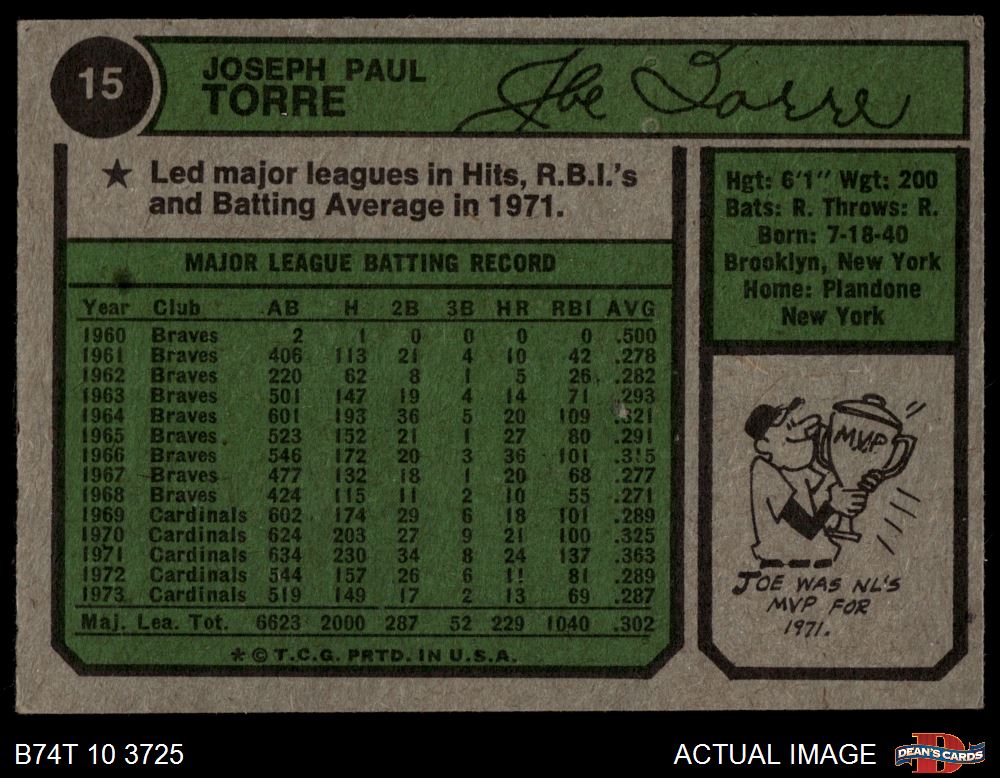 15
JOSEPH PAUL
TORRE
Joe Torre
★ Led major leagues in Hits, R.B.I.'s
and Batting Average in 1971.
MAJOR LEAGUE BATTING RECORD
Year Club AB H 2B 3B HR RBI AVG
1960 Braves 2 1 0 0 0 0 .500
1961 Braves 406 113 21 4 10 42 .278
1962 Braves 220 62 8 1 5 26 .282
1963 Braves 501 147 19 4 14 71 .293
1964 Braves 601 193 36 5 20 109 .321
1965 Braves 523 152 21 1 27 80 .291
1966 Braves 546 172 20 3 36 101 .315
1967 Braves 477 132 18 1 20 68 .277
1968 Braves 424 115 11 2 10 55 .271
1969 Cardinals 602 174 29 6 18 101 .289
1970 Cardinals 624 203 27 9 21 100 .325
1971 Cardinals 634 230 34 8 24 137 .363
1972 Cardinals 544 157 26 6 11 81 .289
1973 Cardinals 519 149 17 2 13 69 .287
Maj. Lea. Tot. 6623 2000 287 52 229 1040 .302
* © T.C.G. PRTD. IN U.S.A.
Hgt: 6'1" Wgt: 200
Bats: R. Throws: R.
Born: 7-18-40
Brooklyn, New York
Home: Plandone
New York
MVP
JOE WAS NL'S
MVP FOR
1971.
B74T 10 3725
ACTUAL IMAGE
DEAN'S CARDS